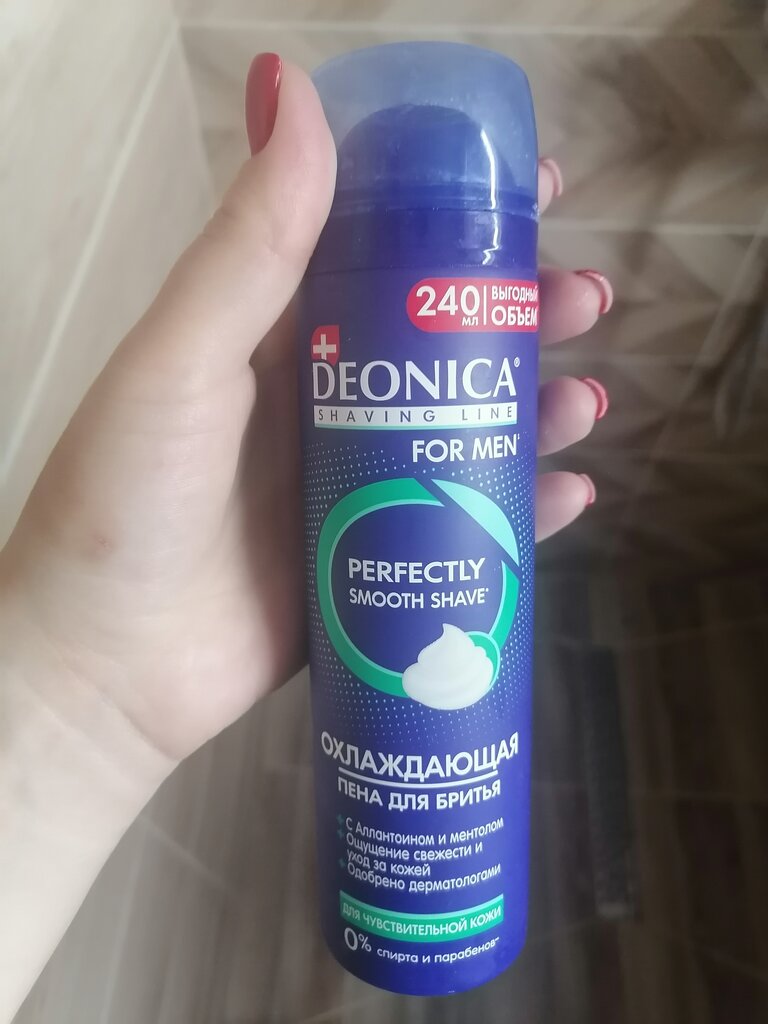 240 мл ВЫГОДНЫЙ ОБЪЕМ
DEONICA®
SHAVING LINE
FOR MEN
PERFECTLY
SMOOTH SHAVE*
ОХЛАЖДАЮЩАЯ
ПЕНА ДЛЯ БРИТЬЯ
+ С Аллантоином и ментолом
+ Ощущение свежести и
уход за кожей
+ Одобрено дерматологами
ДЛЯ ЧУВСТВИТЕЛЬНОЙ КОЖИ
0% спирта и парабенов**